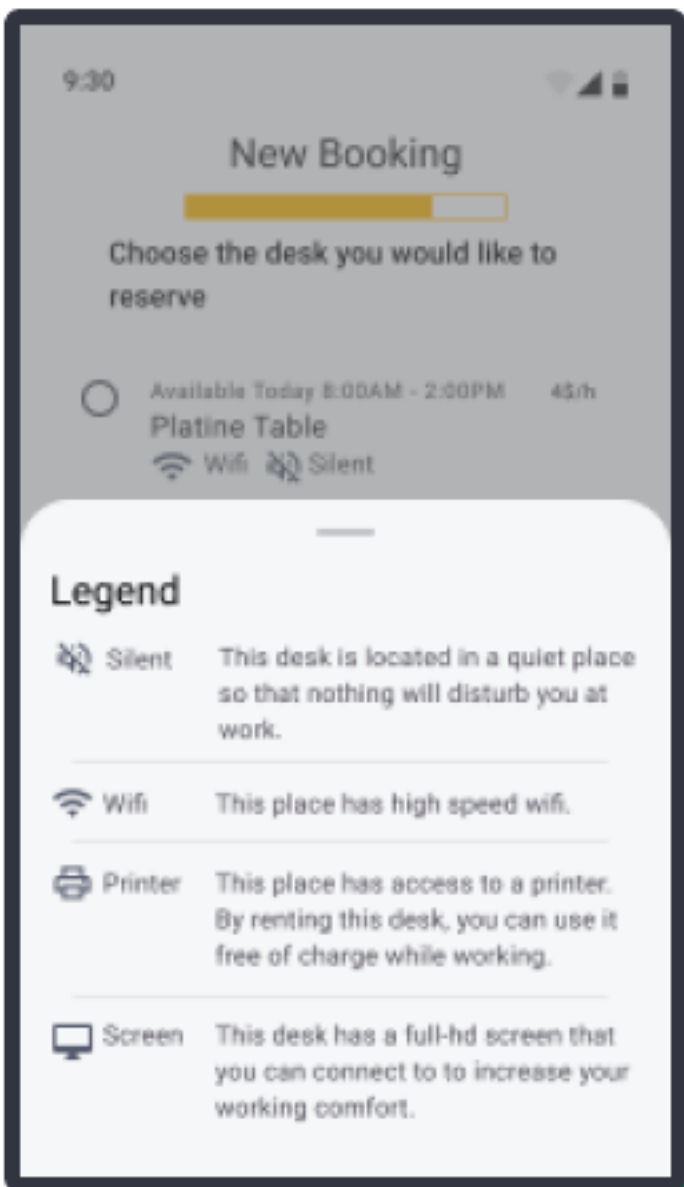 9:30
New Booking
Choose the desk you would like to
reserve
Available Today 8:00AM - 2:00PM 4$/h
Platine Table
Wifi Silent
Legend
Silent This desk is located in a quiet place
so that nothing will disturb you at
work.
Wifi This place has high speed wifi.
Printer This place has access to a printer.
By renting this desk, you can use it
free of charge while working.
Screen This desk has a full-hd screen that
you can connect to to increase your
working comfort.